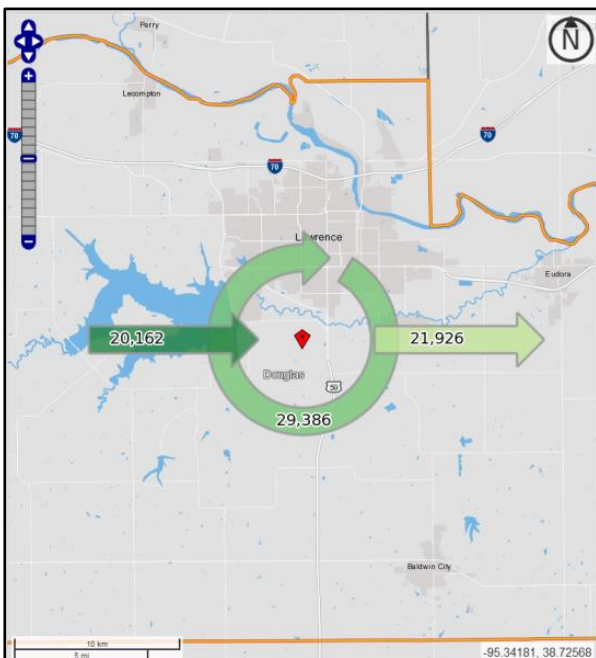 Perry
N
Lecompton
70
70
70
Lawrence
Eudora
20,162
21,926
Douglas
59
29,386
Baldwin City
10 km
5 mi
-95.34181, 38.72568